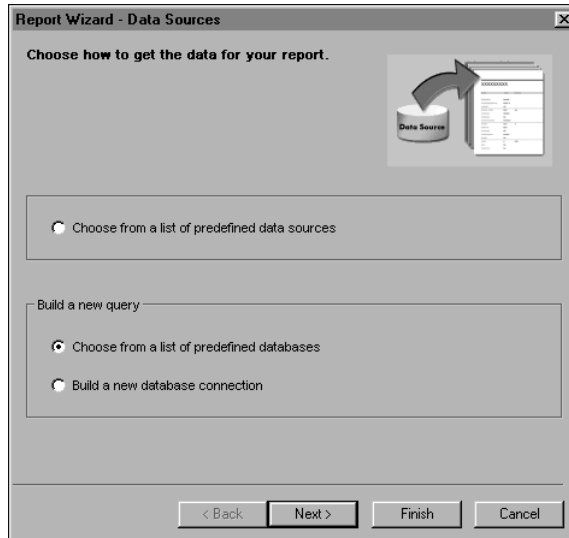 Report Wizard - Data Sources
Choose how to get the data for your report.
XXXXXXXXXX
Data Source
Choose from a list of predefined data sources
Build a new query
Choose from a list of predefined databases
Build a new database connection
< Back
Next >
Finish
Cancel